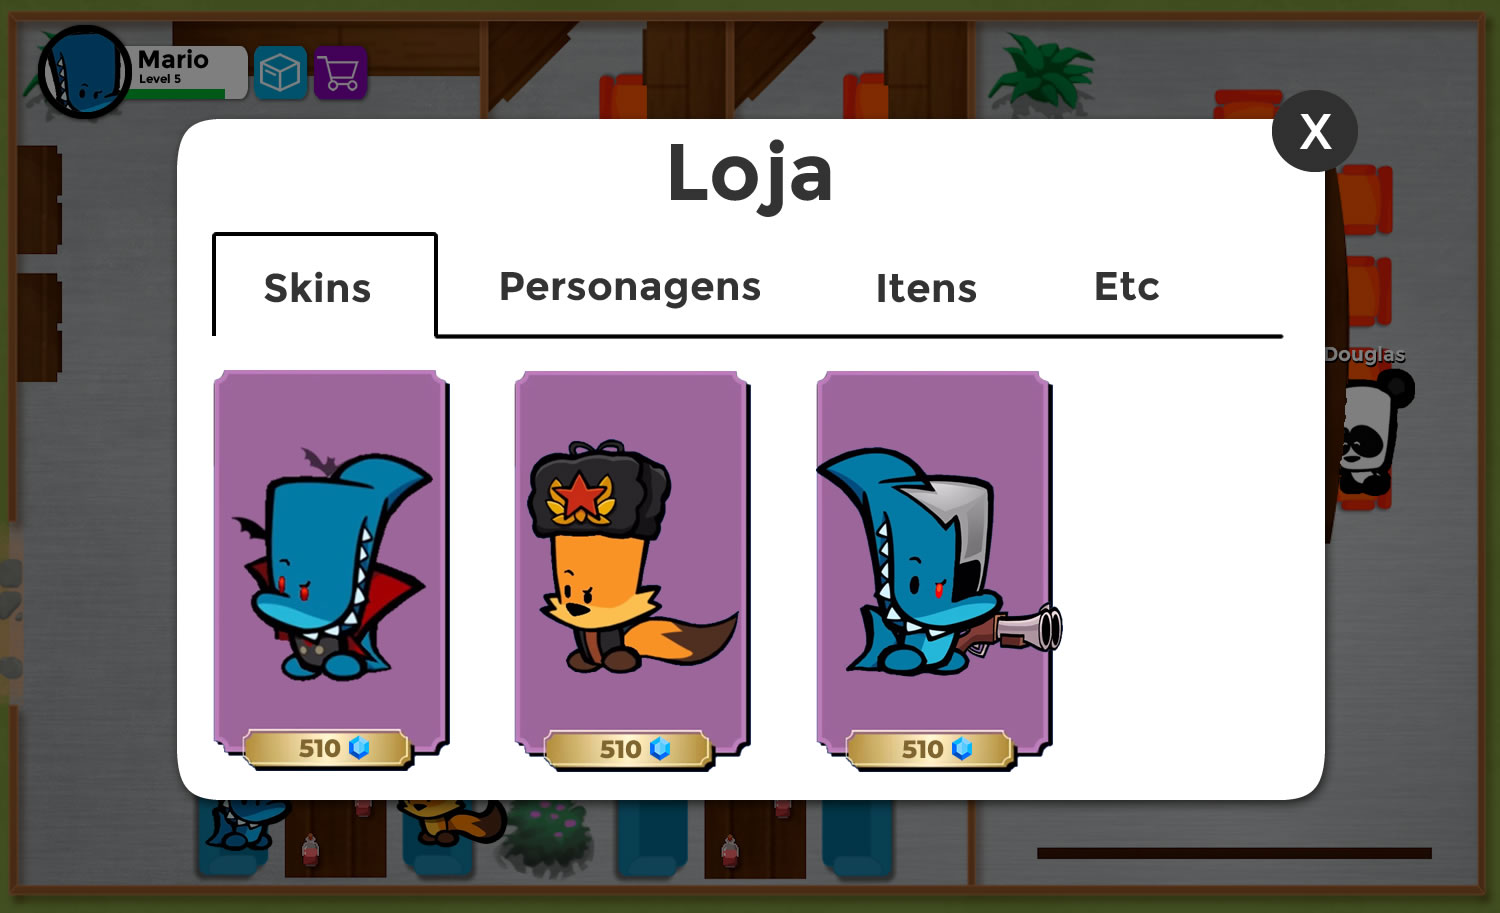 Mario
Level 5
X
Loja
Skins
Personagens
Itens
Etc
Douglas
510
510
510